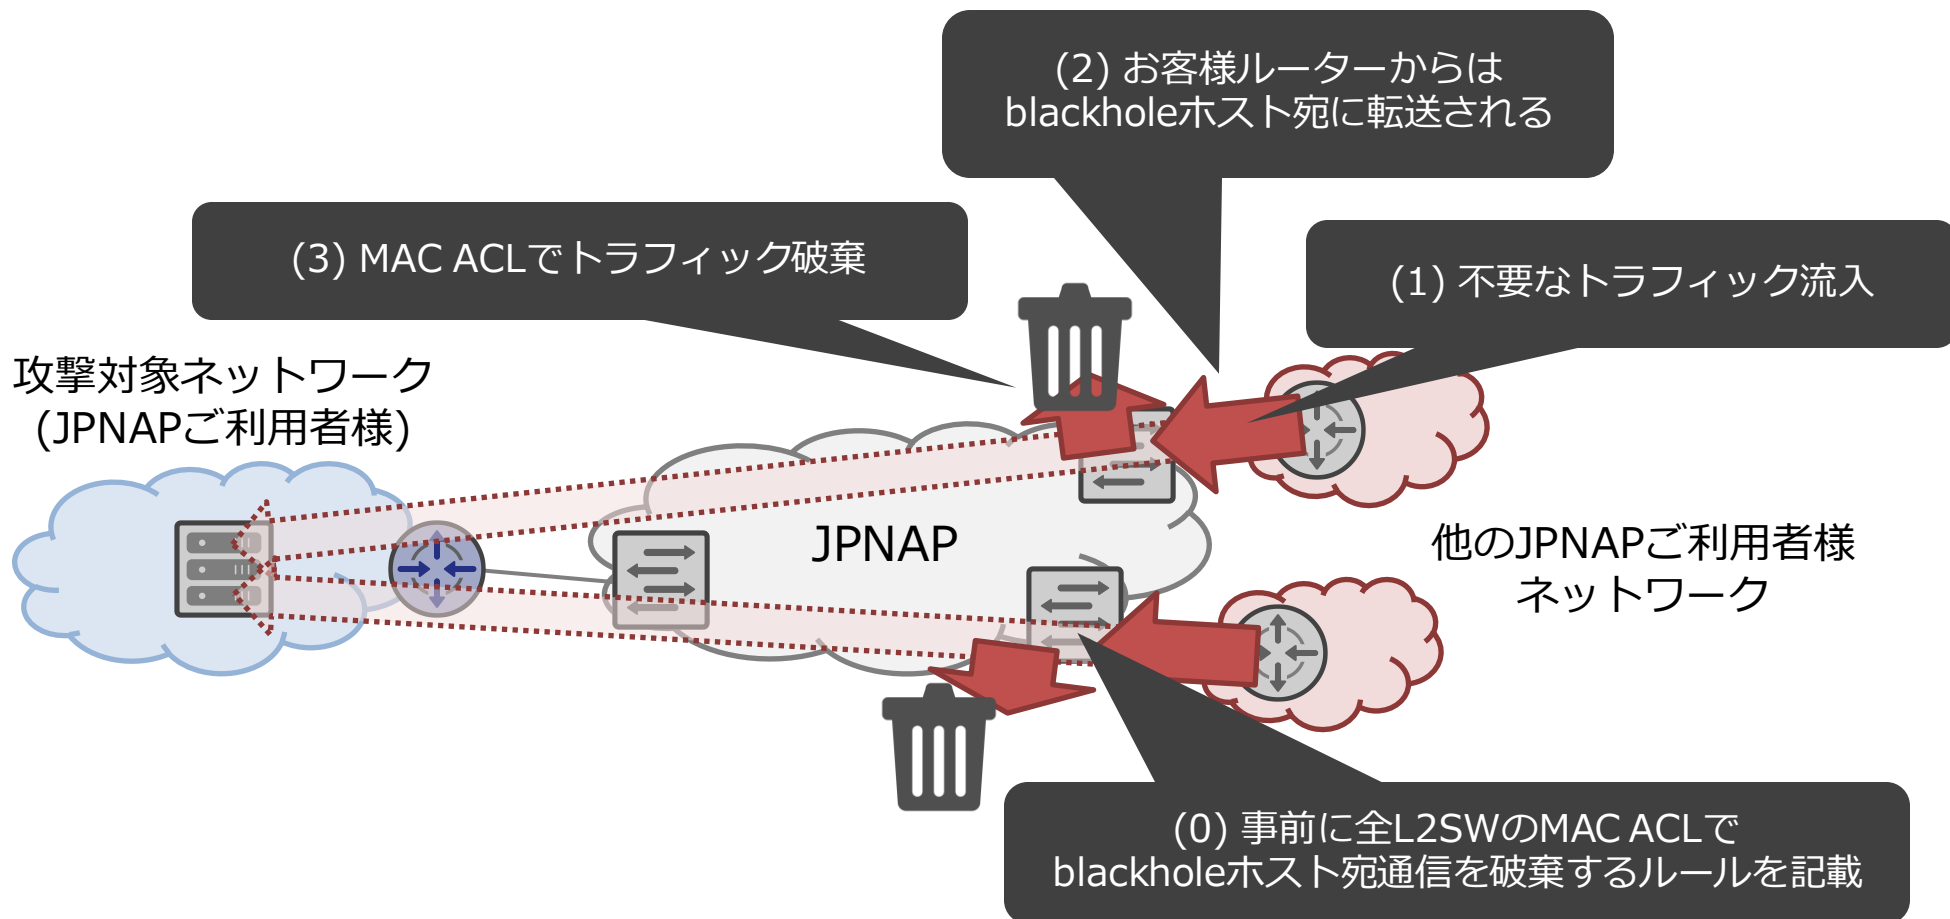 (2) お客様ルーターからは
blackholeホスト宛に転送される
(3) MAC ACLでトラフィック破棄
(1) 不要なトラフィック流入
攻撃対象ネットワーク
(JPNAPご利用者様)
JPNAP
他のJPNAPご利用者様
ネットワーク
(0) 事前に全L2SWのMAC ACLで
blackholeホスト宛通信を破棄するルールを記載